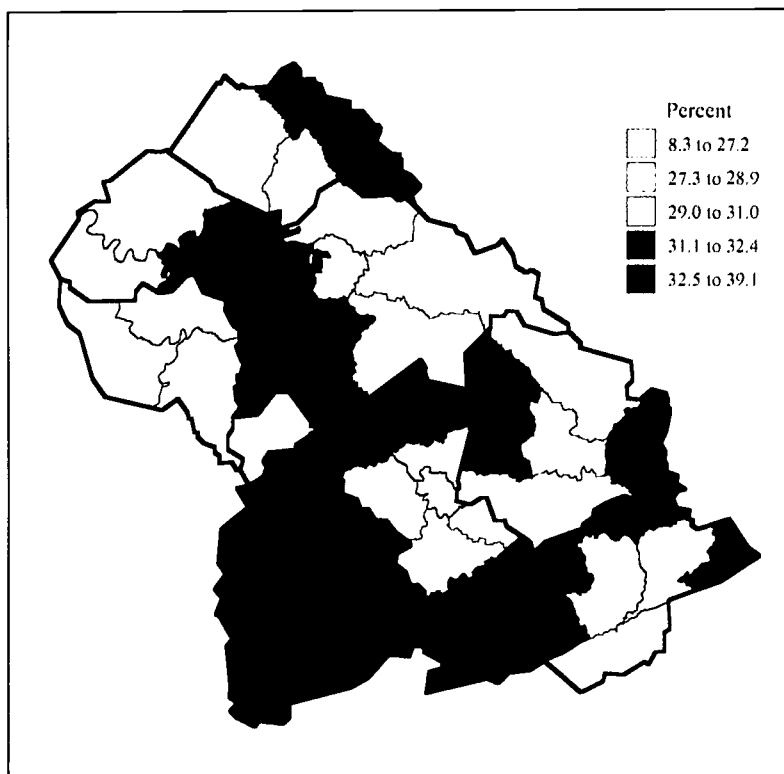 Percent
8.3 to 27.2
27.3 to 28.9
29.0 to 31.0
31.1 to 32.4
32.5 to 39.1